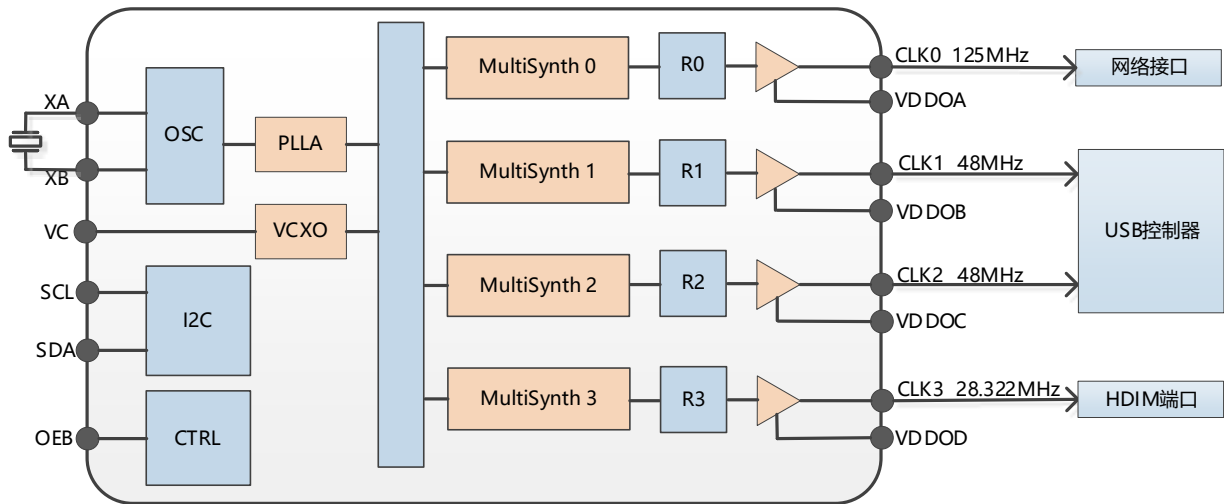 XA
XB
VC
SCL
SDA
OEB
OSC
PLLA
VCXO
I2C
CTRL
MultiSynth 0
R0
CLK0 125MHz
VDDOA
网络接口
MultiSynth 1
R1
CLK1 48MHz
VDDOB
USB控制器
MultiSynth 2
R2
CLK2 48MHz
VDDOC
MultiSynth 3
R3
CLK3 28.322MHz
VDDOD
HDIM端口